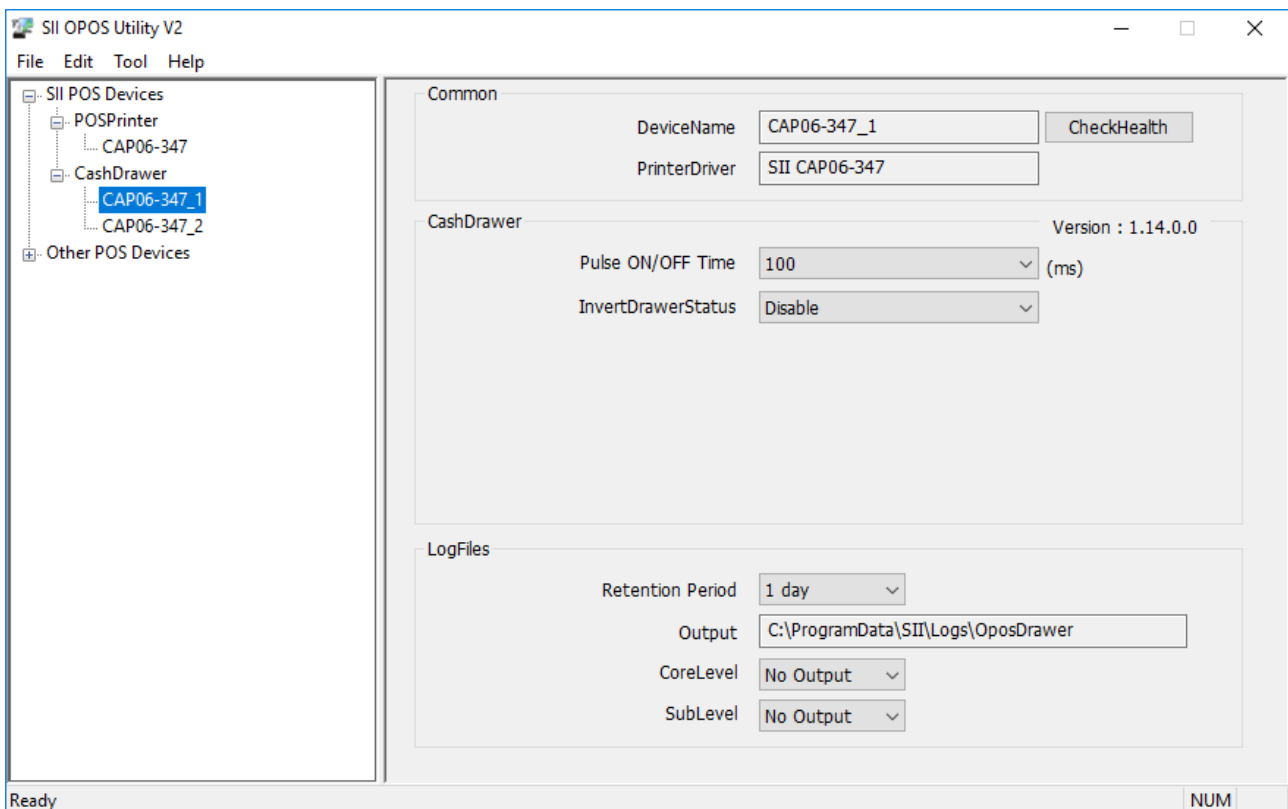 SII OPOS Utility V2
File Edit Tool Help
SII POS Devices
POSPrinter
CAP06-347
CashDrawer
CAP06-347_1
CAP06-347_2
Other POS Devices
Common
DeviceName CAP06-347_1 CheckHealth
PrinterDriver SII CAP06-347
CashDrawer Version : 1.14.0.0
Pulse ON/OFF Time 100 (ms)
InvertDrawerStatus Disable
LogFiles
Retention Period 1 day
Output C:\ProgramData\SII\Logs\OposDrawer
CoreLevel No Output
SubLevel No Output
Ready NUM